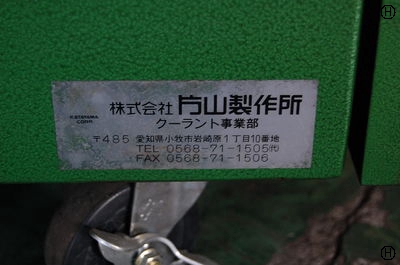 株式会社 片山製作所
KATAYAMA CORP.
クーラント事業部
〒485 愛知県小牧市岩崎原1丁目10番地
TEL 0568-71-1505㈹
FAX 0568-71-1506
H
H